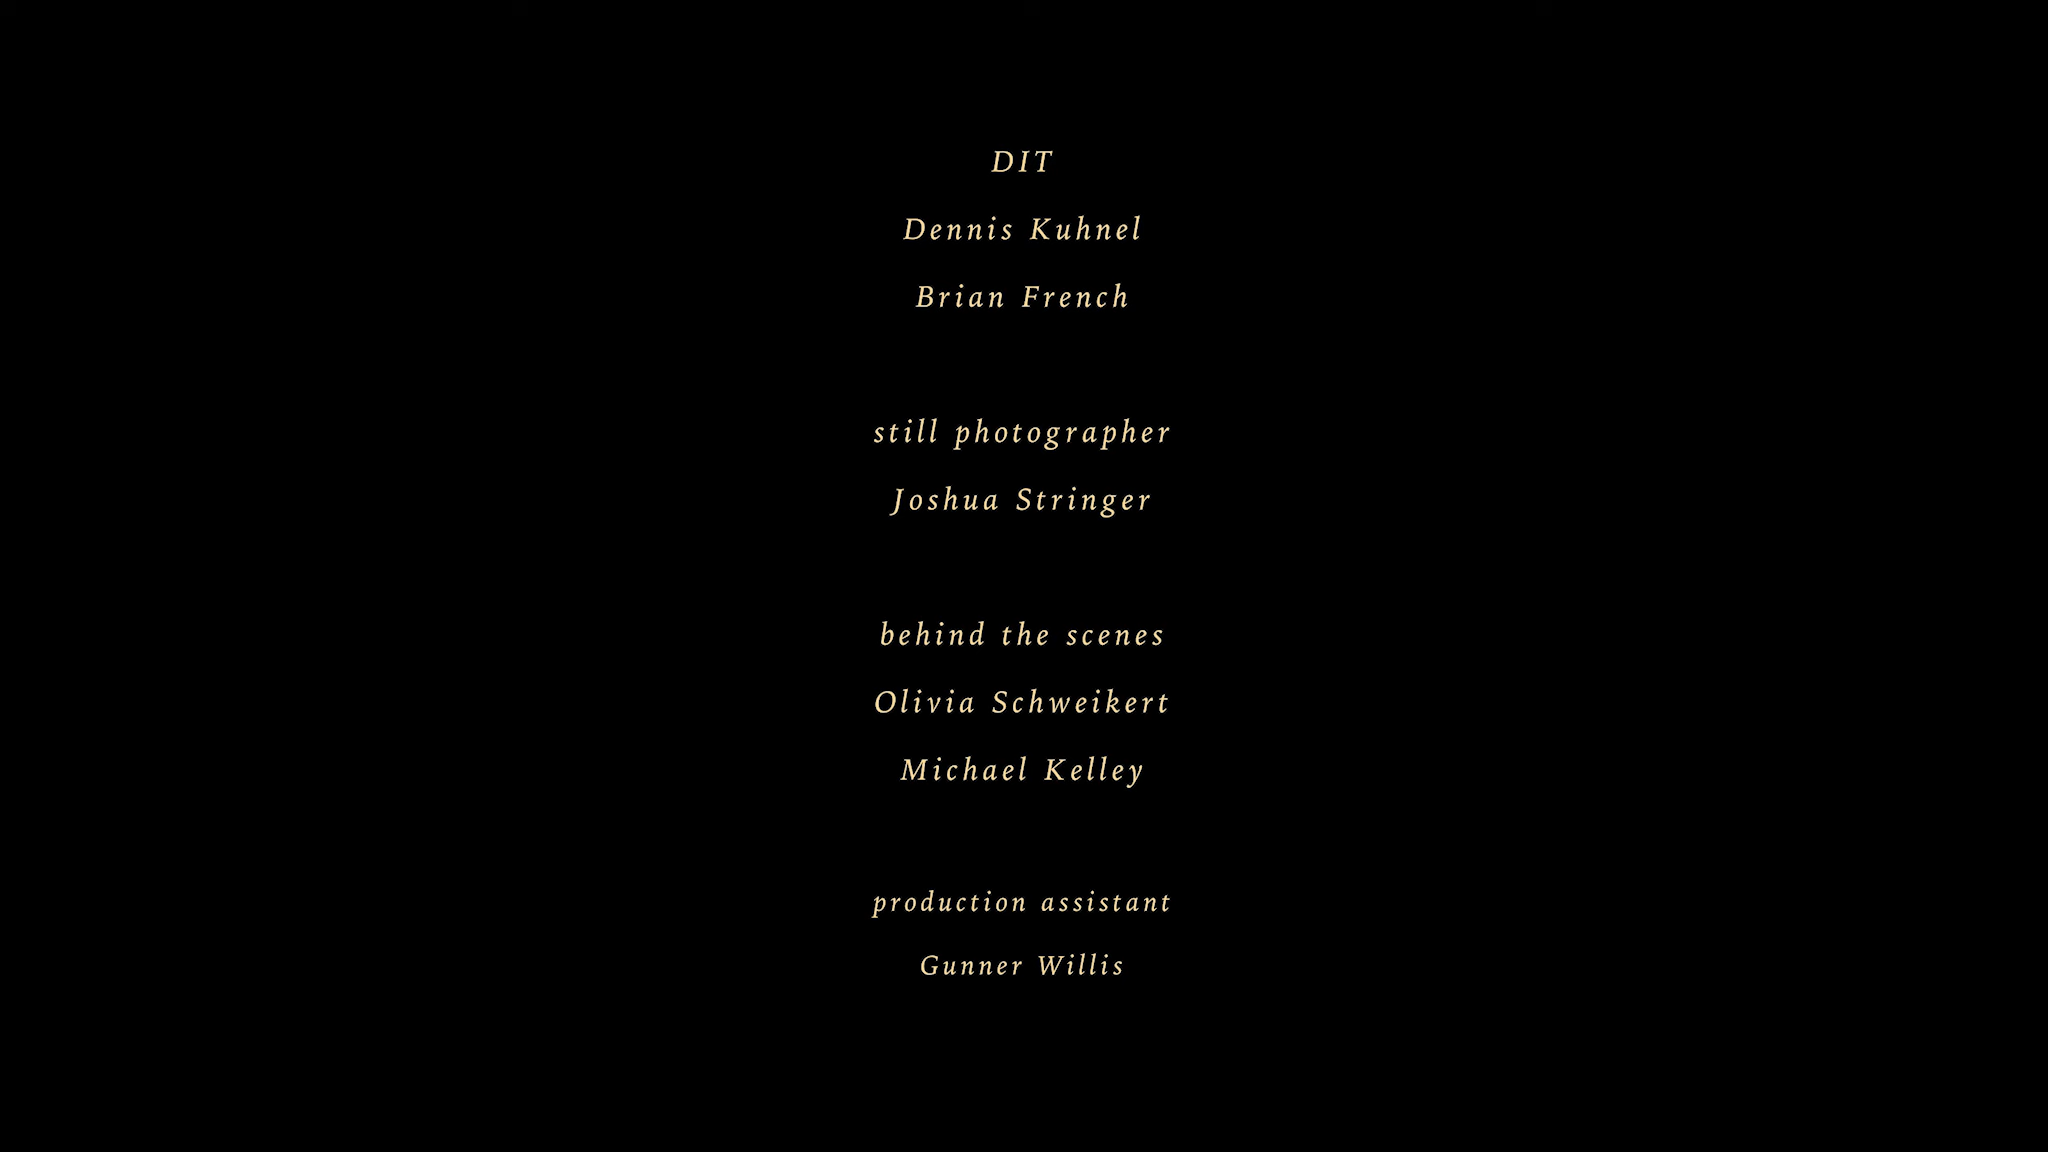 DIT
Dennis Kuhnel
Brian French
still photographer
Joshua Stringer
behind the scenes
Olivia Schweikert
Michael Kelley
production assistant
Gunner Willis